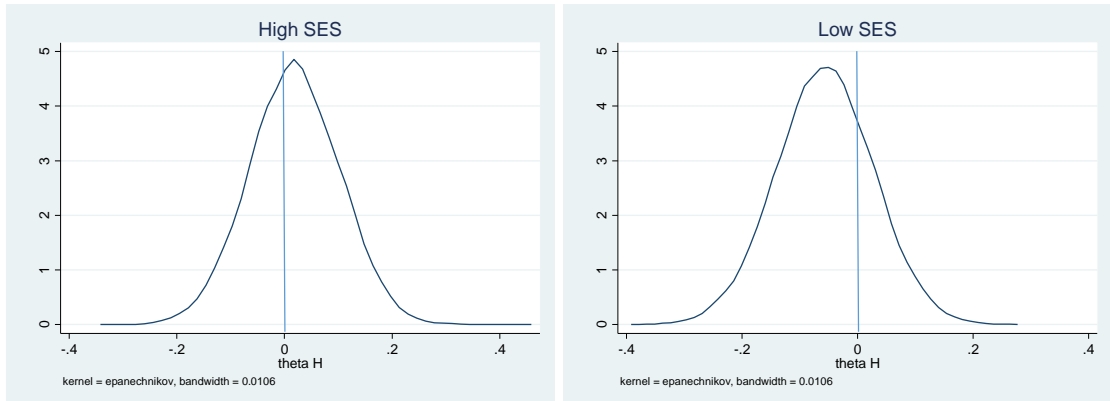 High SES
5
4
3
2
1
0
-.4 -.2 0 .2 .4
theta H
kernel = epanechnikov, bandwidth = 0.0106
Low SES
5
4
3
2
1
0
-.4 -.2 0 .2 .4
theta H
kernel = epanechnikov, bandwidth = 0.0106